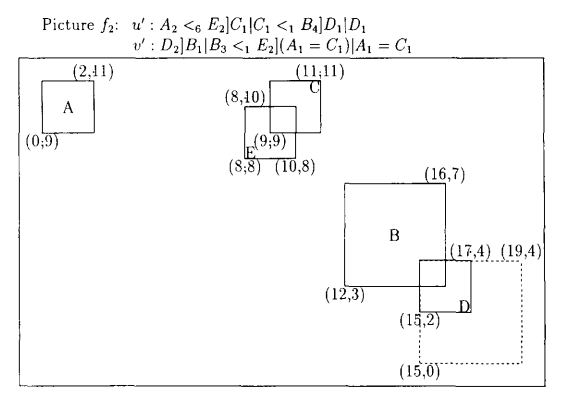 Picture f₂: u′ : A₂ <₆ E₂]C₁|C₁ <₁ B₄]D₁|D₁
v′ : D₂]B₁|B₃ <₁ E₂](A₁ = C₁)|A₁ = C₁
(2,11) (11,11)
C
(8,10)
A
(0,9) (9,9)
E
(8,8) (10,8)
(16,7)
B
(17,4) (19,4)
(12,3)
D
(15,2)
(15,0)